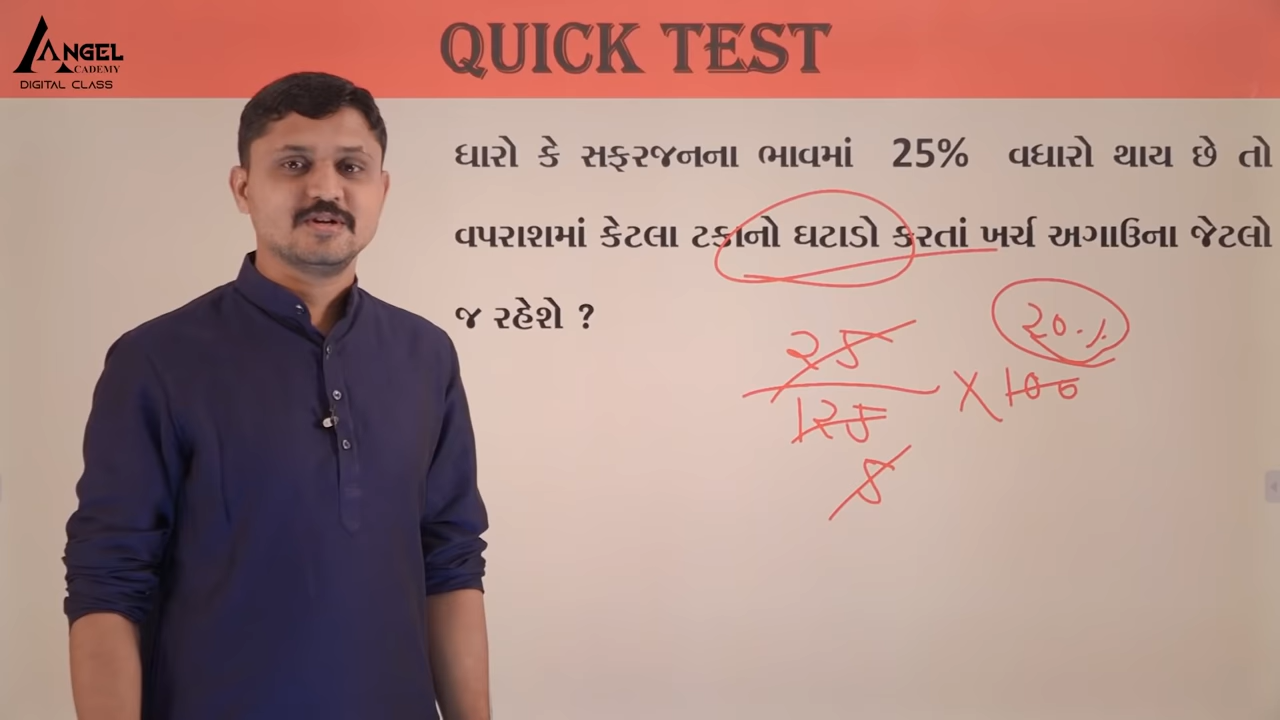 ANGEL
ACADEMY
DIGITAL CLASS
QUICK TEST
ધારો કે સફરજનના ભાવમાં 25% વધારો થાય છે તો
વપરાશમાં કેટલા ટકાનો ઘટાડો કરતાં ખર્ચ અગાઉના જેટલો
જ રહેશે ?
૨૦%
૨૫
× ૧૦૦
૧૨૫
૫